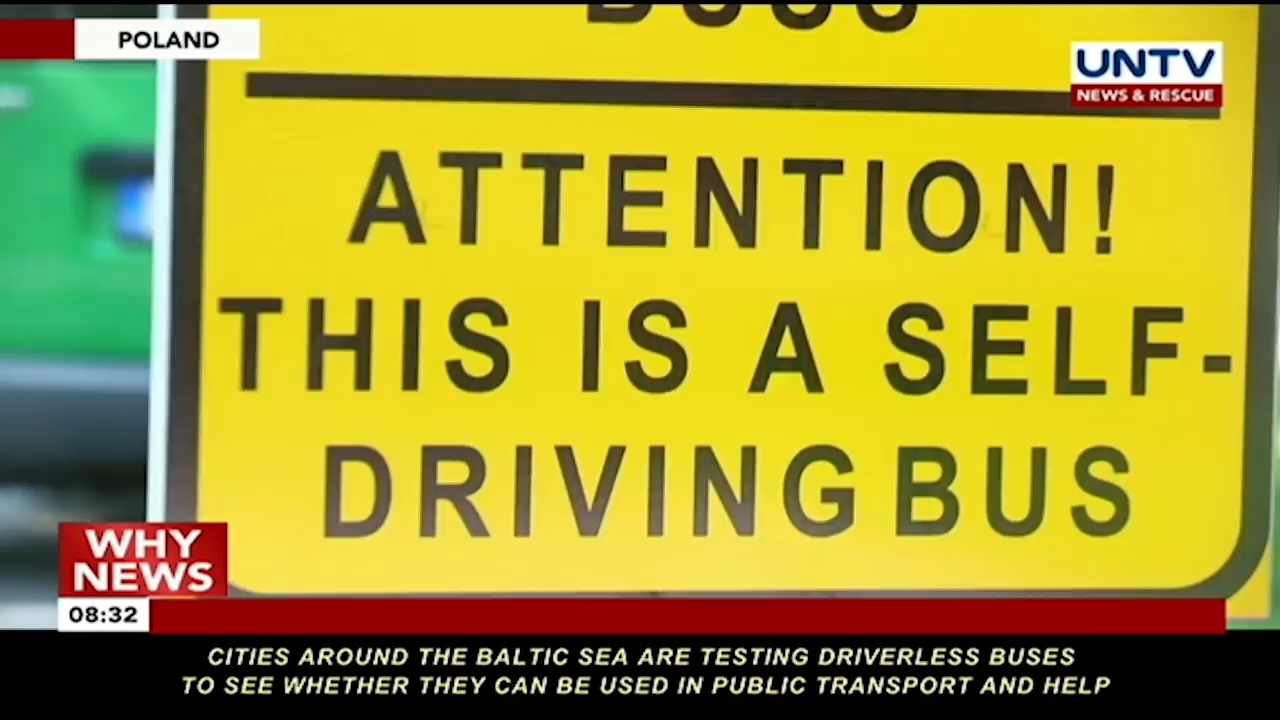 POLAND
UNTV
NEWS & RESCUE
ATTENTION!
THIS IS A SELF-
DRIVING BUS
WHY
NEWS
08:32
CITIES AROUND THE BALTIC SEA ARE TESTING DRIVERLESS BUSES
TO SEE WHETHER THEY CAN BE USED IN PUBLIC TRANSPORT AND HELP